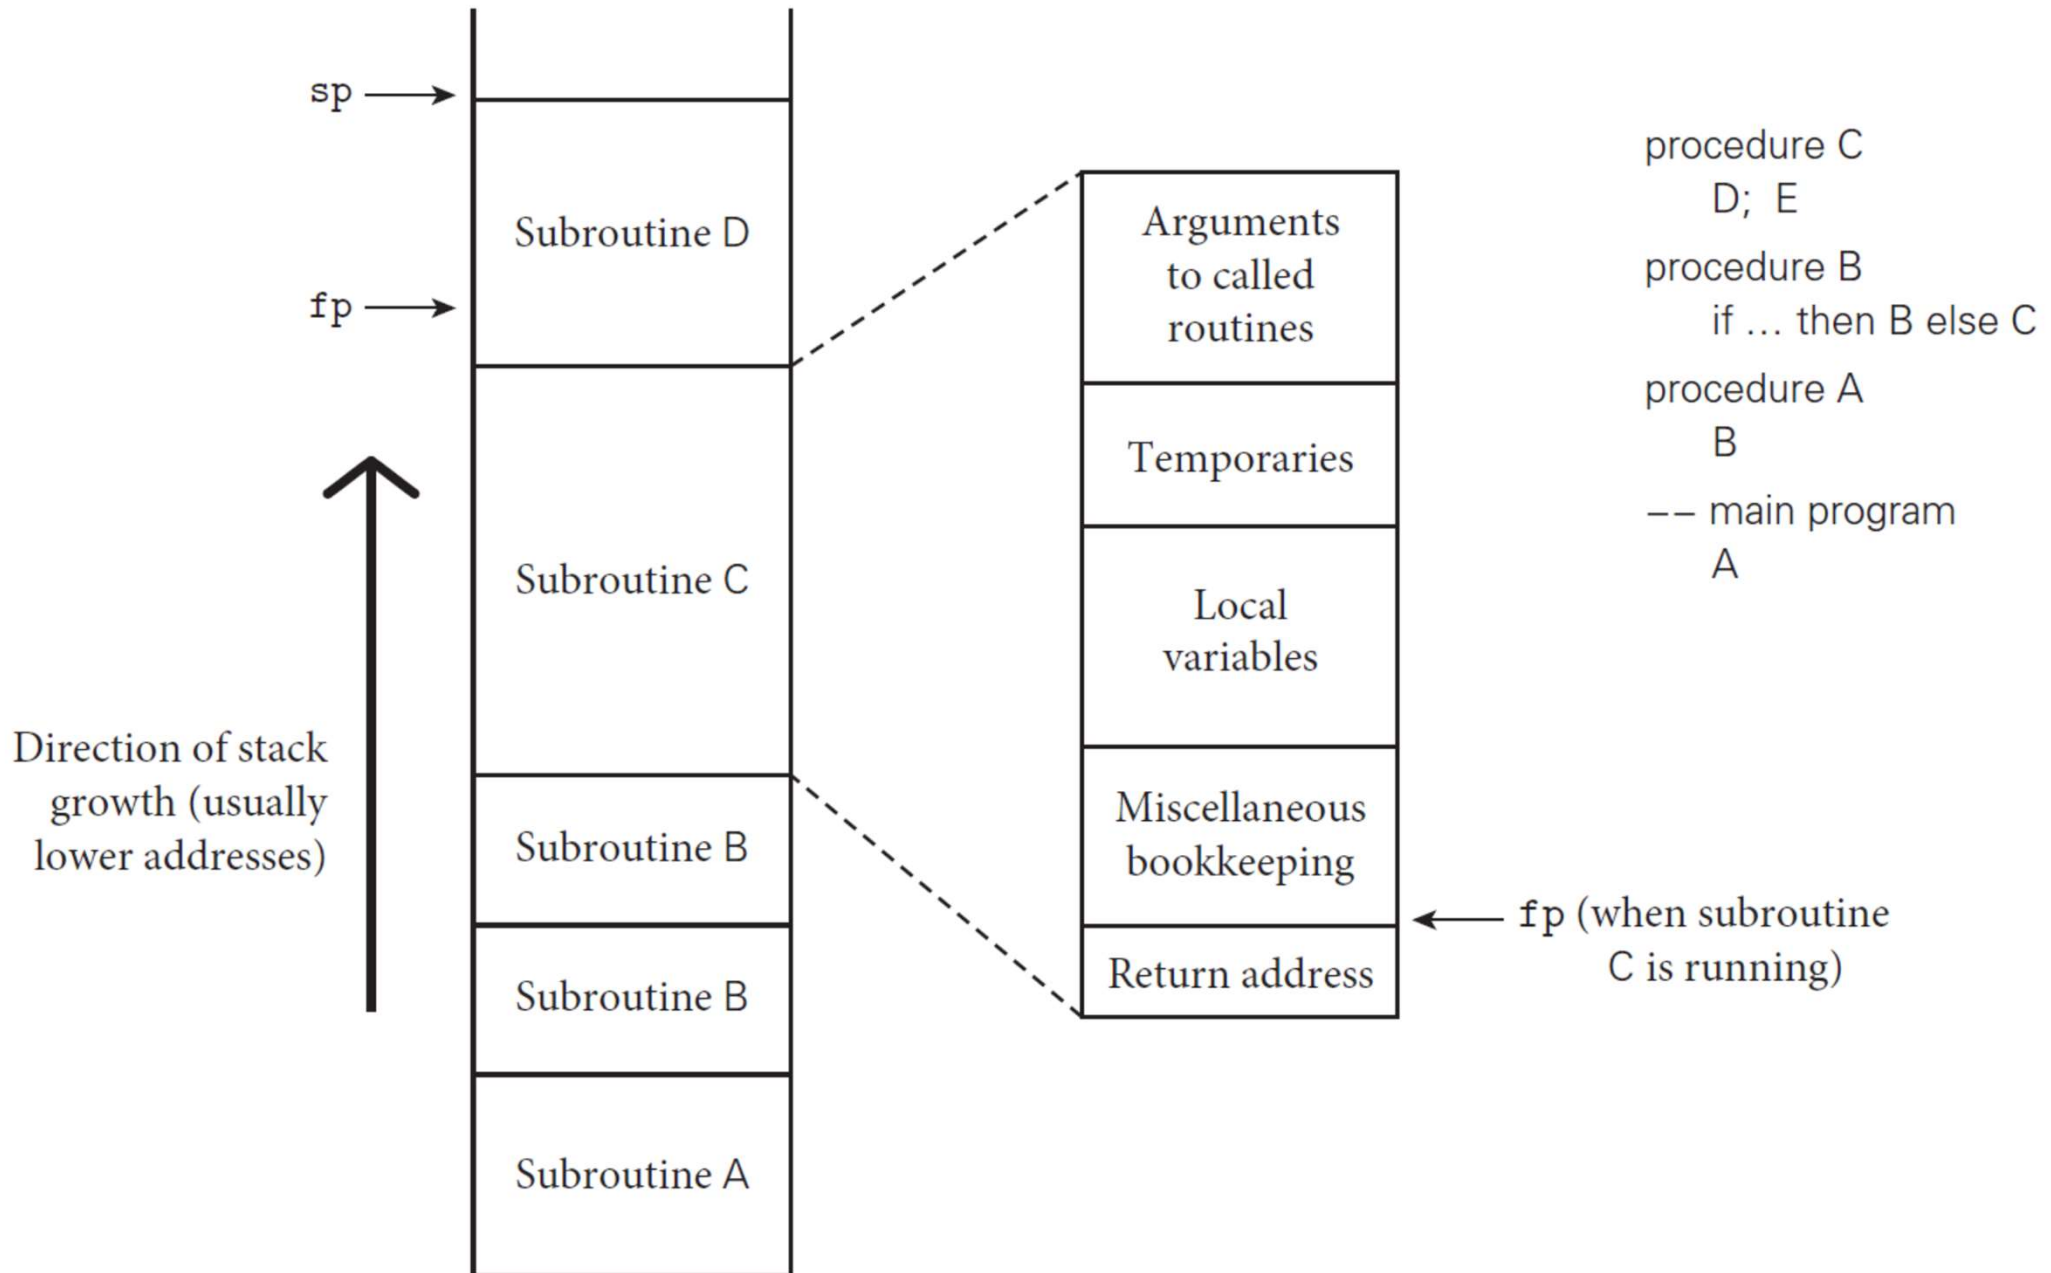 sp
Subroutine D
fp
Subroutine C
Direction of stack
growth (usually
lower addresses)
Subroutine B
Subroutine B
Subroutine A
Arguments
to called
routines
Temporaries
Local
variables
Miscellaneous
bookkeeping
Return address
fp (when subroutine
C is running)
procedure C
D; E
procedure B
if ... then B else C
procedure A
B
-- main program
A